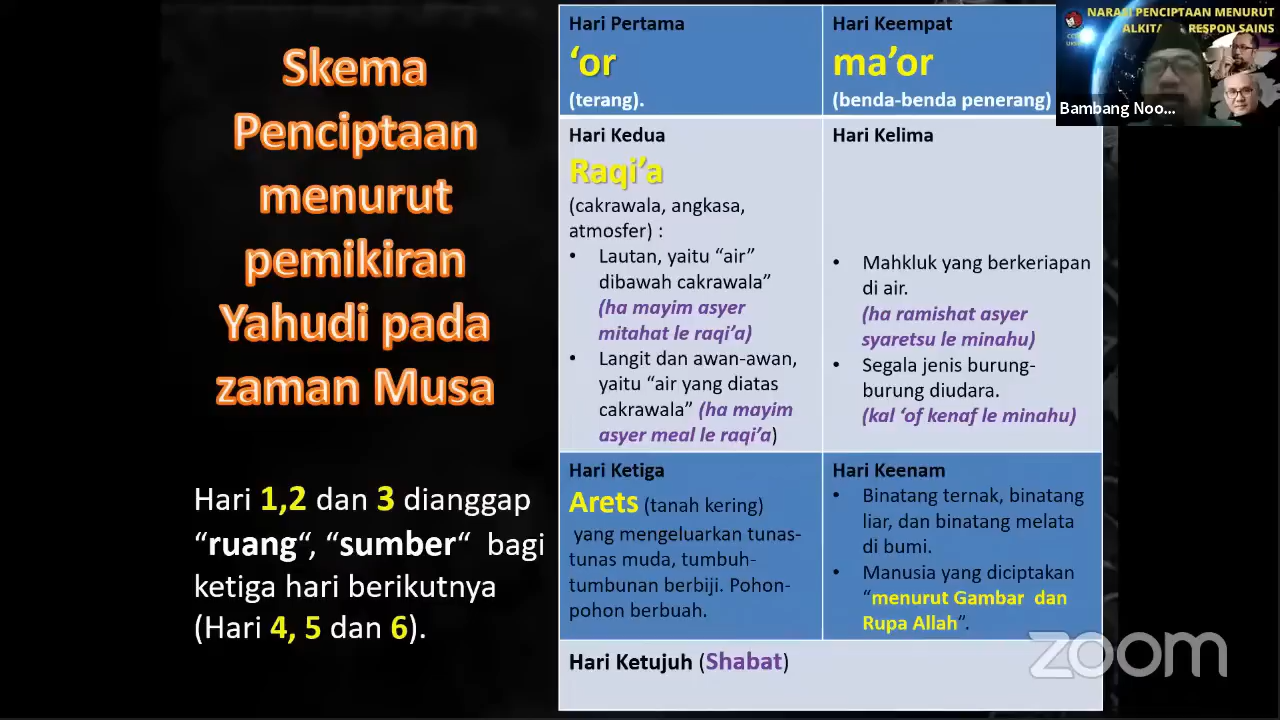 Skema
Penciptaan
menurut
pemikiran
Yahudi pada
zaman Musa
Hari 1,2 dan 3 dianggap
“ruang“, “sumber“ bagi
ketiga hari berikutnya
(Hari 4, 5 dan 6).
Hari Pertama
‘or
(terang).
Hari Keempat
ma’or
(benda-benda penerang)
Hari Kedua
Raqi’a
(cakrawala, angkasa,
atmosfer) :
• Lautan, yaitu “air”
dibawah cakrawala”
(ha mayim asyer
mitahat le raqi’a)
• Langit dan awan-awan,
yaitu “air yang diatas
cakrawala” (ha mayim
asyer meal le raqi’a)
Hari Kelima
• Mahkluk yang berkeriapan
di air.
(ha ramishat asyer
syaretsu le minahu)
• Segala jenis burung-
burung diudara.
(kal ‘of kenaf le minahu)
Hari Ketiga
Arets (tanah kering)
yang mengeluarkan tunas-
tunas muda, tumbuh-
tumbunan berbiji. Pohon-
pohon berbuah.
Hari Keenam
• Binatang ternak, binatang
liar, dan binatang melata
di bumi.
• Manusia yang diciptakan
“menurut Gambar dan
Rupa Allah”.
Hari Ketujuh (Shabat)
NARASI PENCIPTAAN MENURUT
RESPON SAINS
Bambang Noo...
zoom